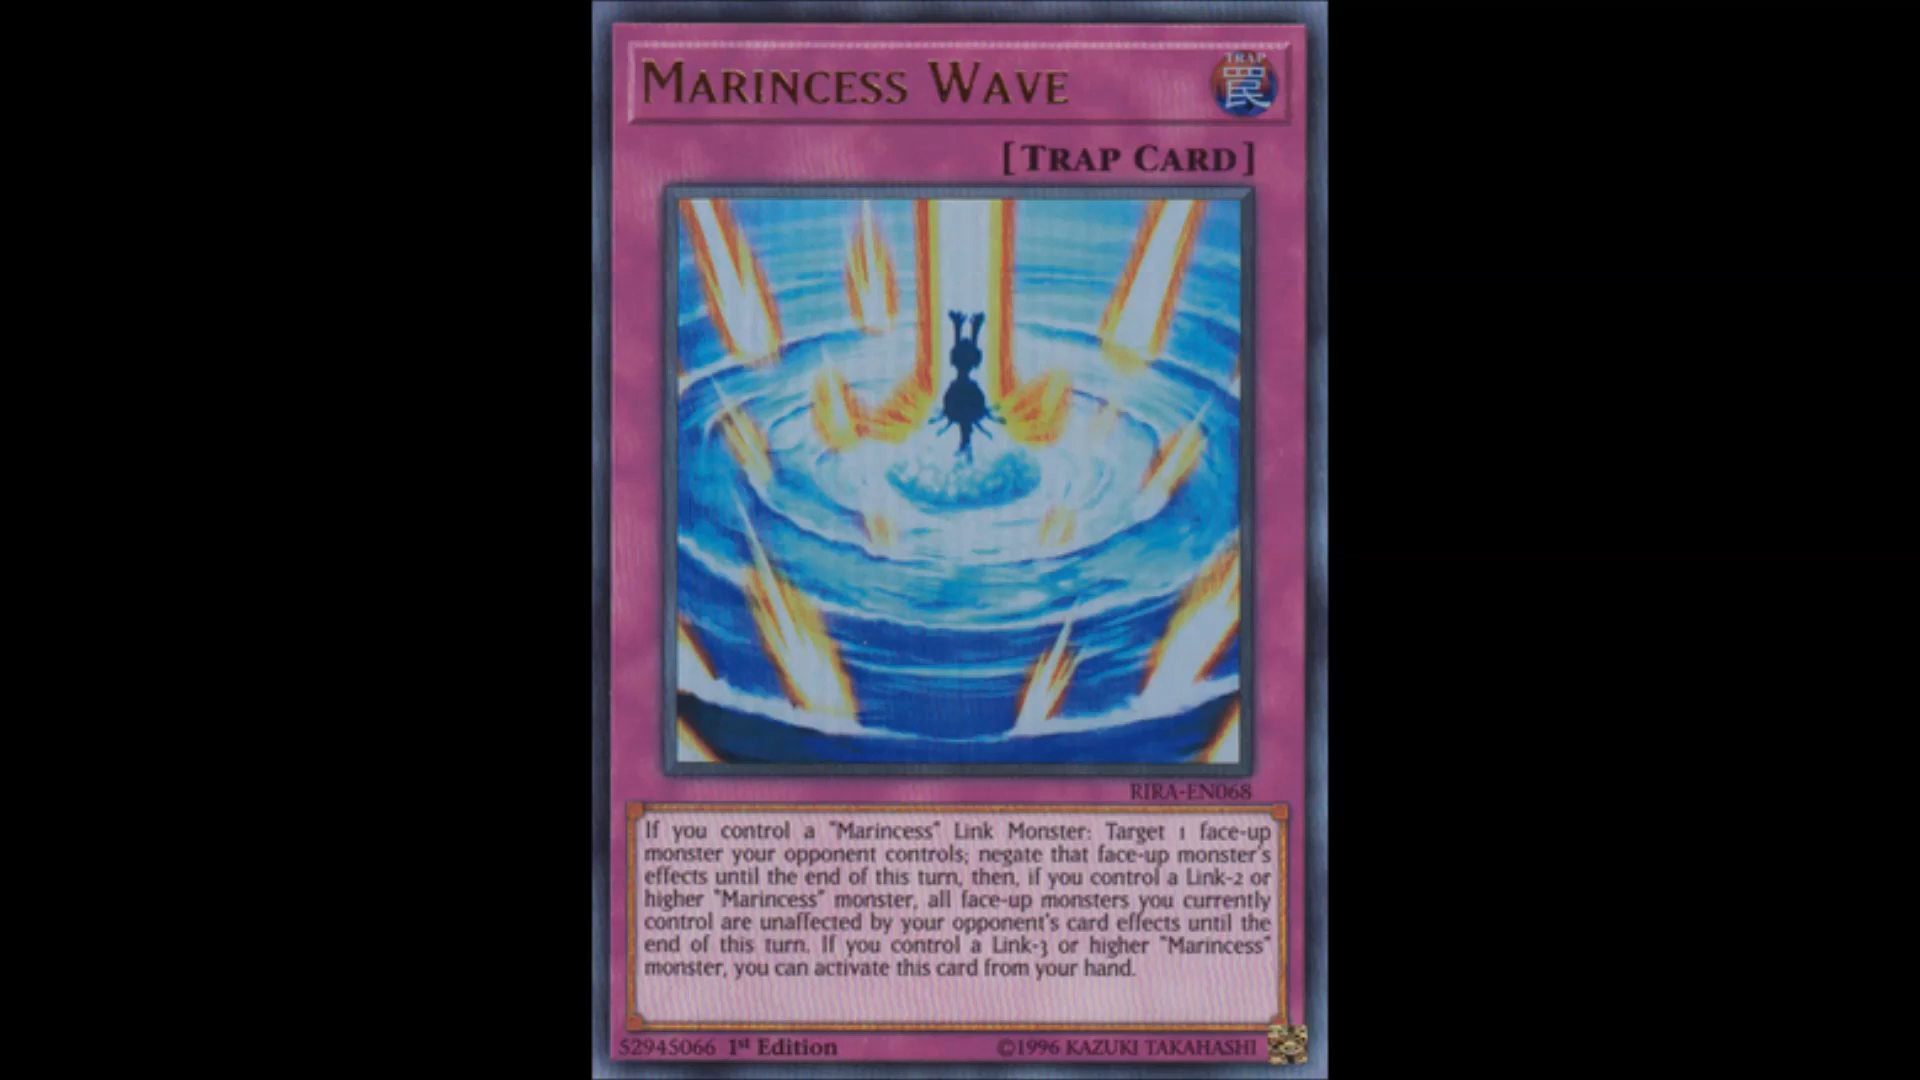 MARINCESS WAVE
TRAP
罠
[TRAP CARD]
RIRA-EN068
If you control a "Marincess" Link Monster: Target 1 face-up
monster your opponent controls; negate that face-up monster's
effects until the end of this turn, then, if you control a Link-2 or
higher "Marincess" monster, all face-up monsters you currently
control are unaffected by your opponent's card effects until the
end of this turn. If you control a Link-3 or higher "Marincess"
monster, you can activate this card from your hand.
52945066 1st Edition
©1996 KAZUKI TAKAHASHI